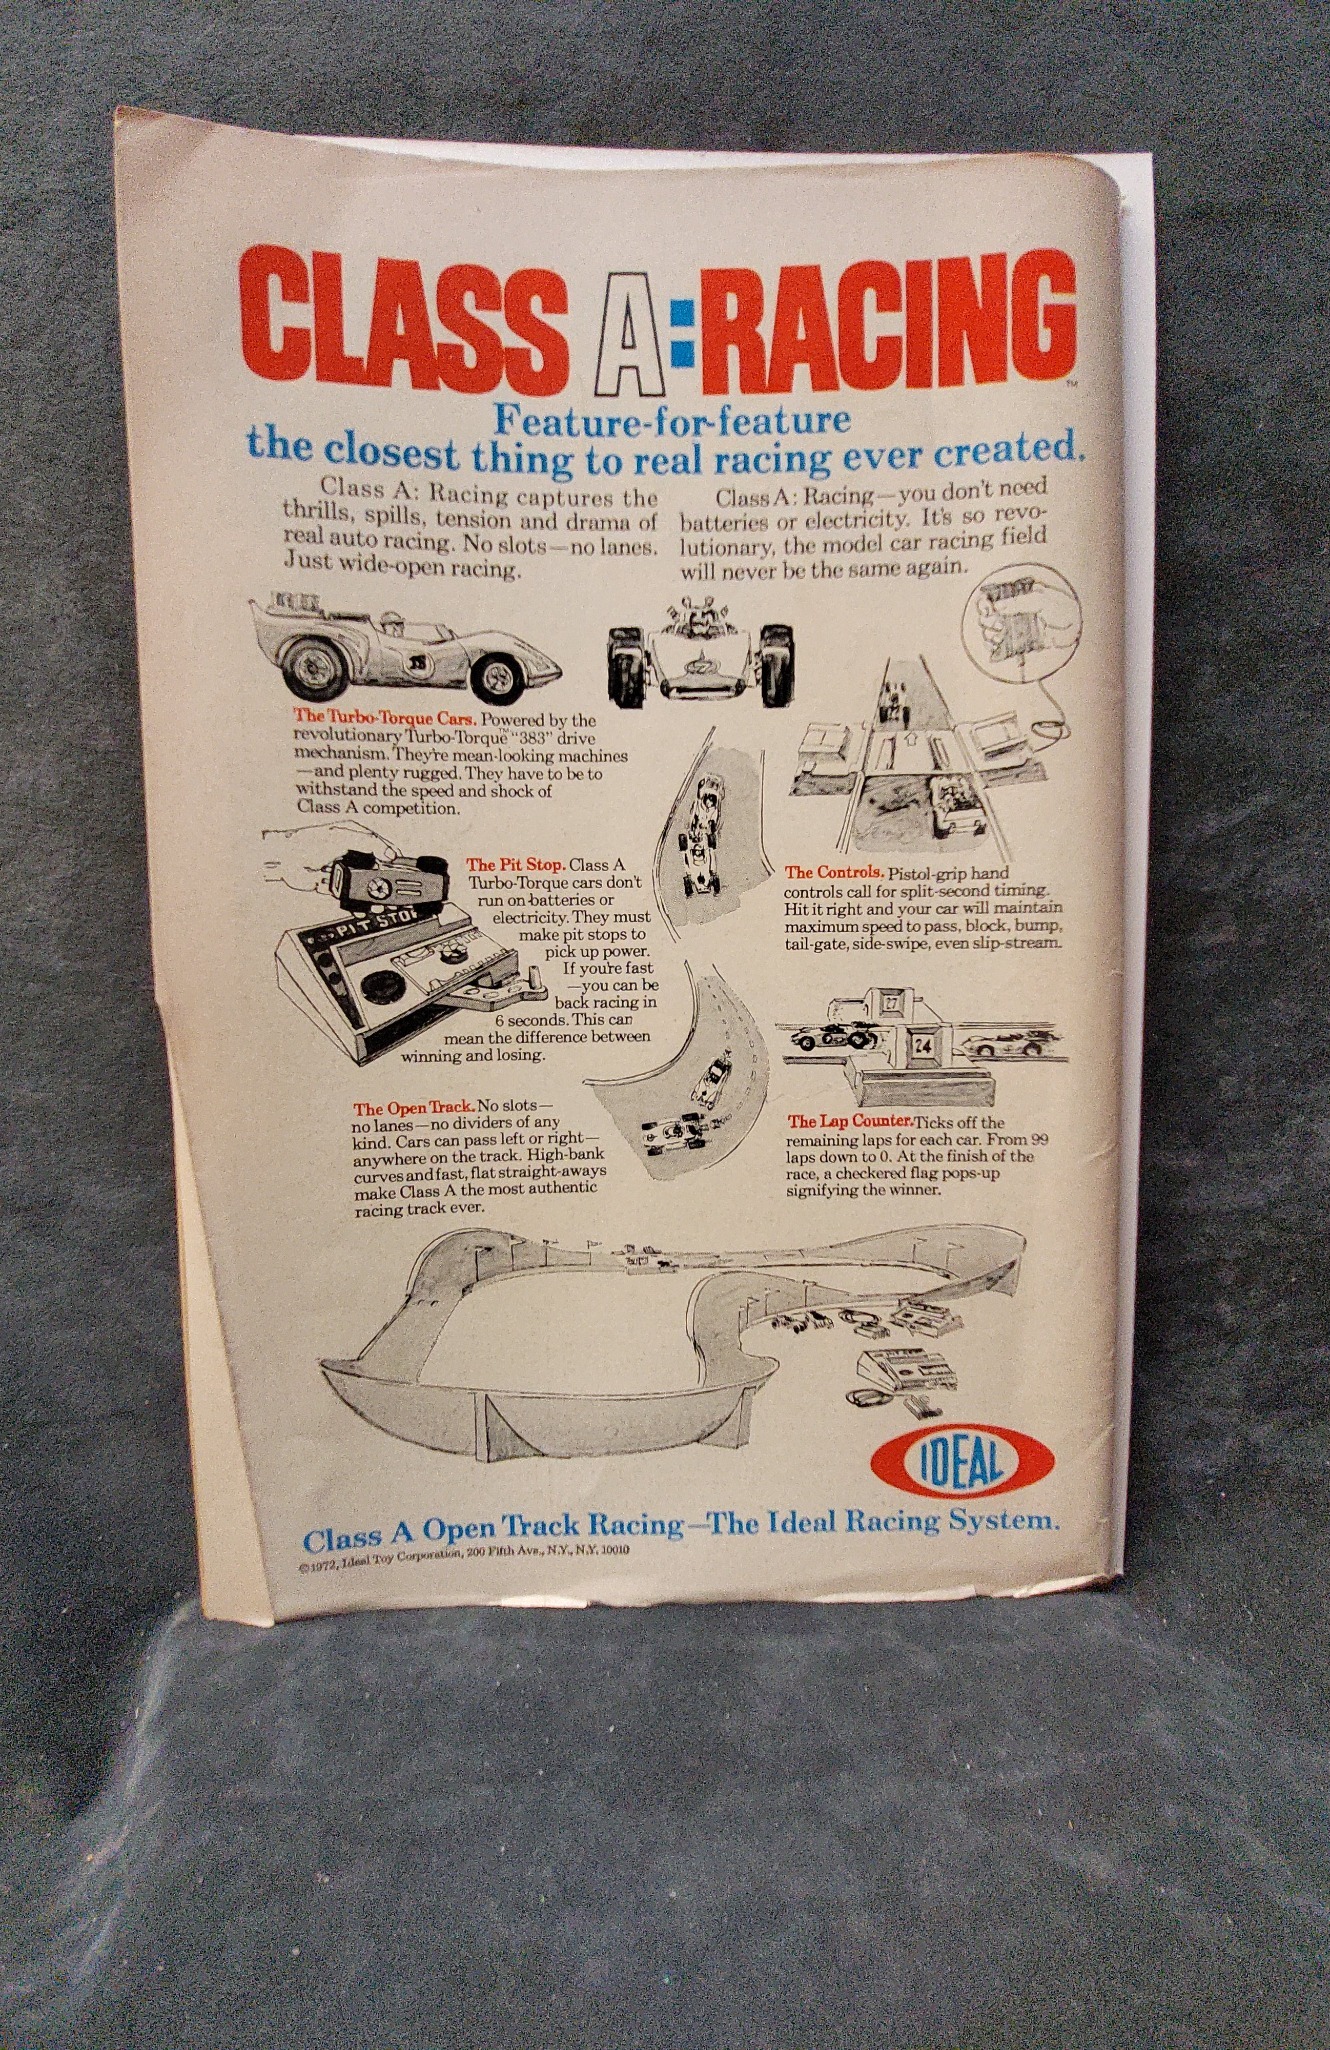 CLASS A:RACING
TM
Feature-for-feature
the closest thing to real racing ever created.
Class A: Racing captures the
thrills, spills, tension and drama of
real auto racing. No slots—no lanes.
Just wide-open racing.
Class A: Racing—you don't need
batteries or electricity. It's so revo-
lutionary, the model car racing field
will never be the same again.
18
The Turbo-Torque Cars. Powered by the
revolutionary Turbo-Torque™ "383" drive
mechanism. They're mean-looking machines
—and plenty rugged. They have to be to
withstand the speed and shock of
Class A competition.
PIT STOP
The Pit Stop. Class A
Turbo-Torque cars don't
run on batteries or
electricity. They must
make pit stops to
pick up power.
If you're fast
—you can be
back racing in
6 seconds. This can
mean the difference between
winning and losing.
The Controls. Pistol-grip hand
controls call for split-second timing.
Hit it right and your car will maintain
maximum speed to pass, block, bump,
tail-gate, side-swipe, even slip-stream.
27
24
The Open Track. No slots—
no lanes—no dividers of any
kind. Cars can pass left or right—
anywhere on the track. High-bank
curves and fast, flat straight-aways
make Class A the most authentic
racing track ever.
The Lap Counter. Ticks off the
remaining laps for each car. From 99
laps down to 0. At the finish of the
race, a checkered flag pops-up
signifying the winner.
IDEAL
Class A Open Track Racing—The Ideal Racing System.
©1972, Ideal Toy Corporation, 200 Fifth Ave., N.Y., N.Y. 10010